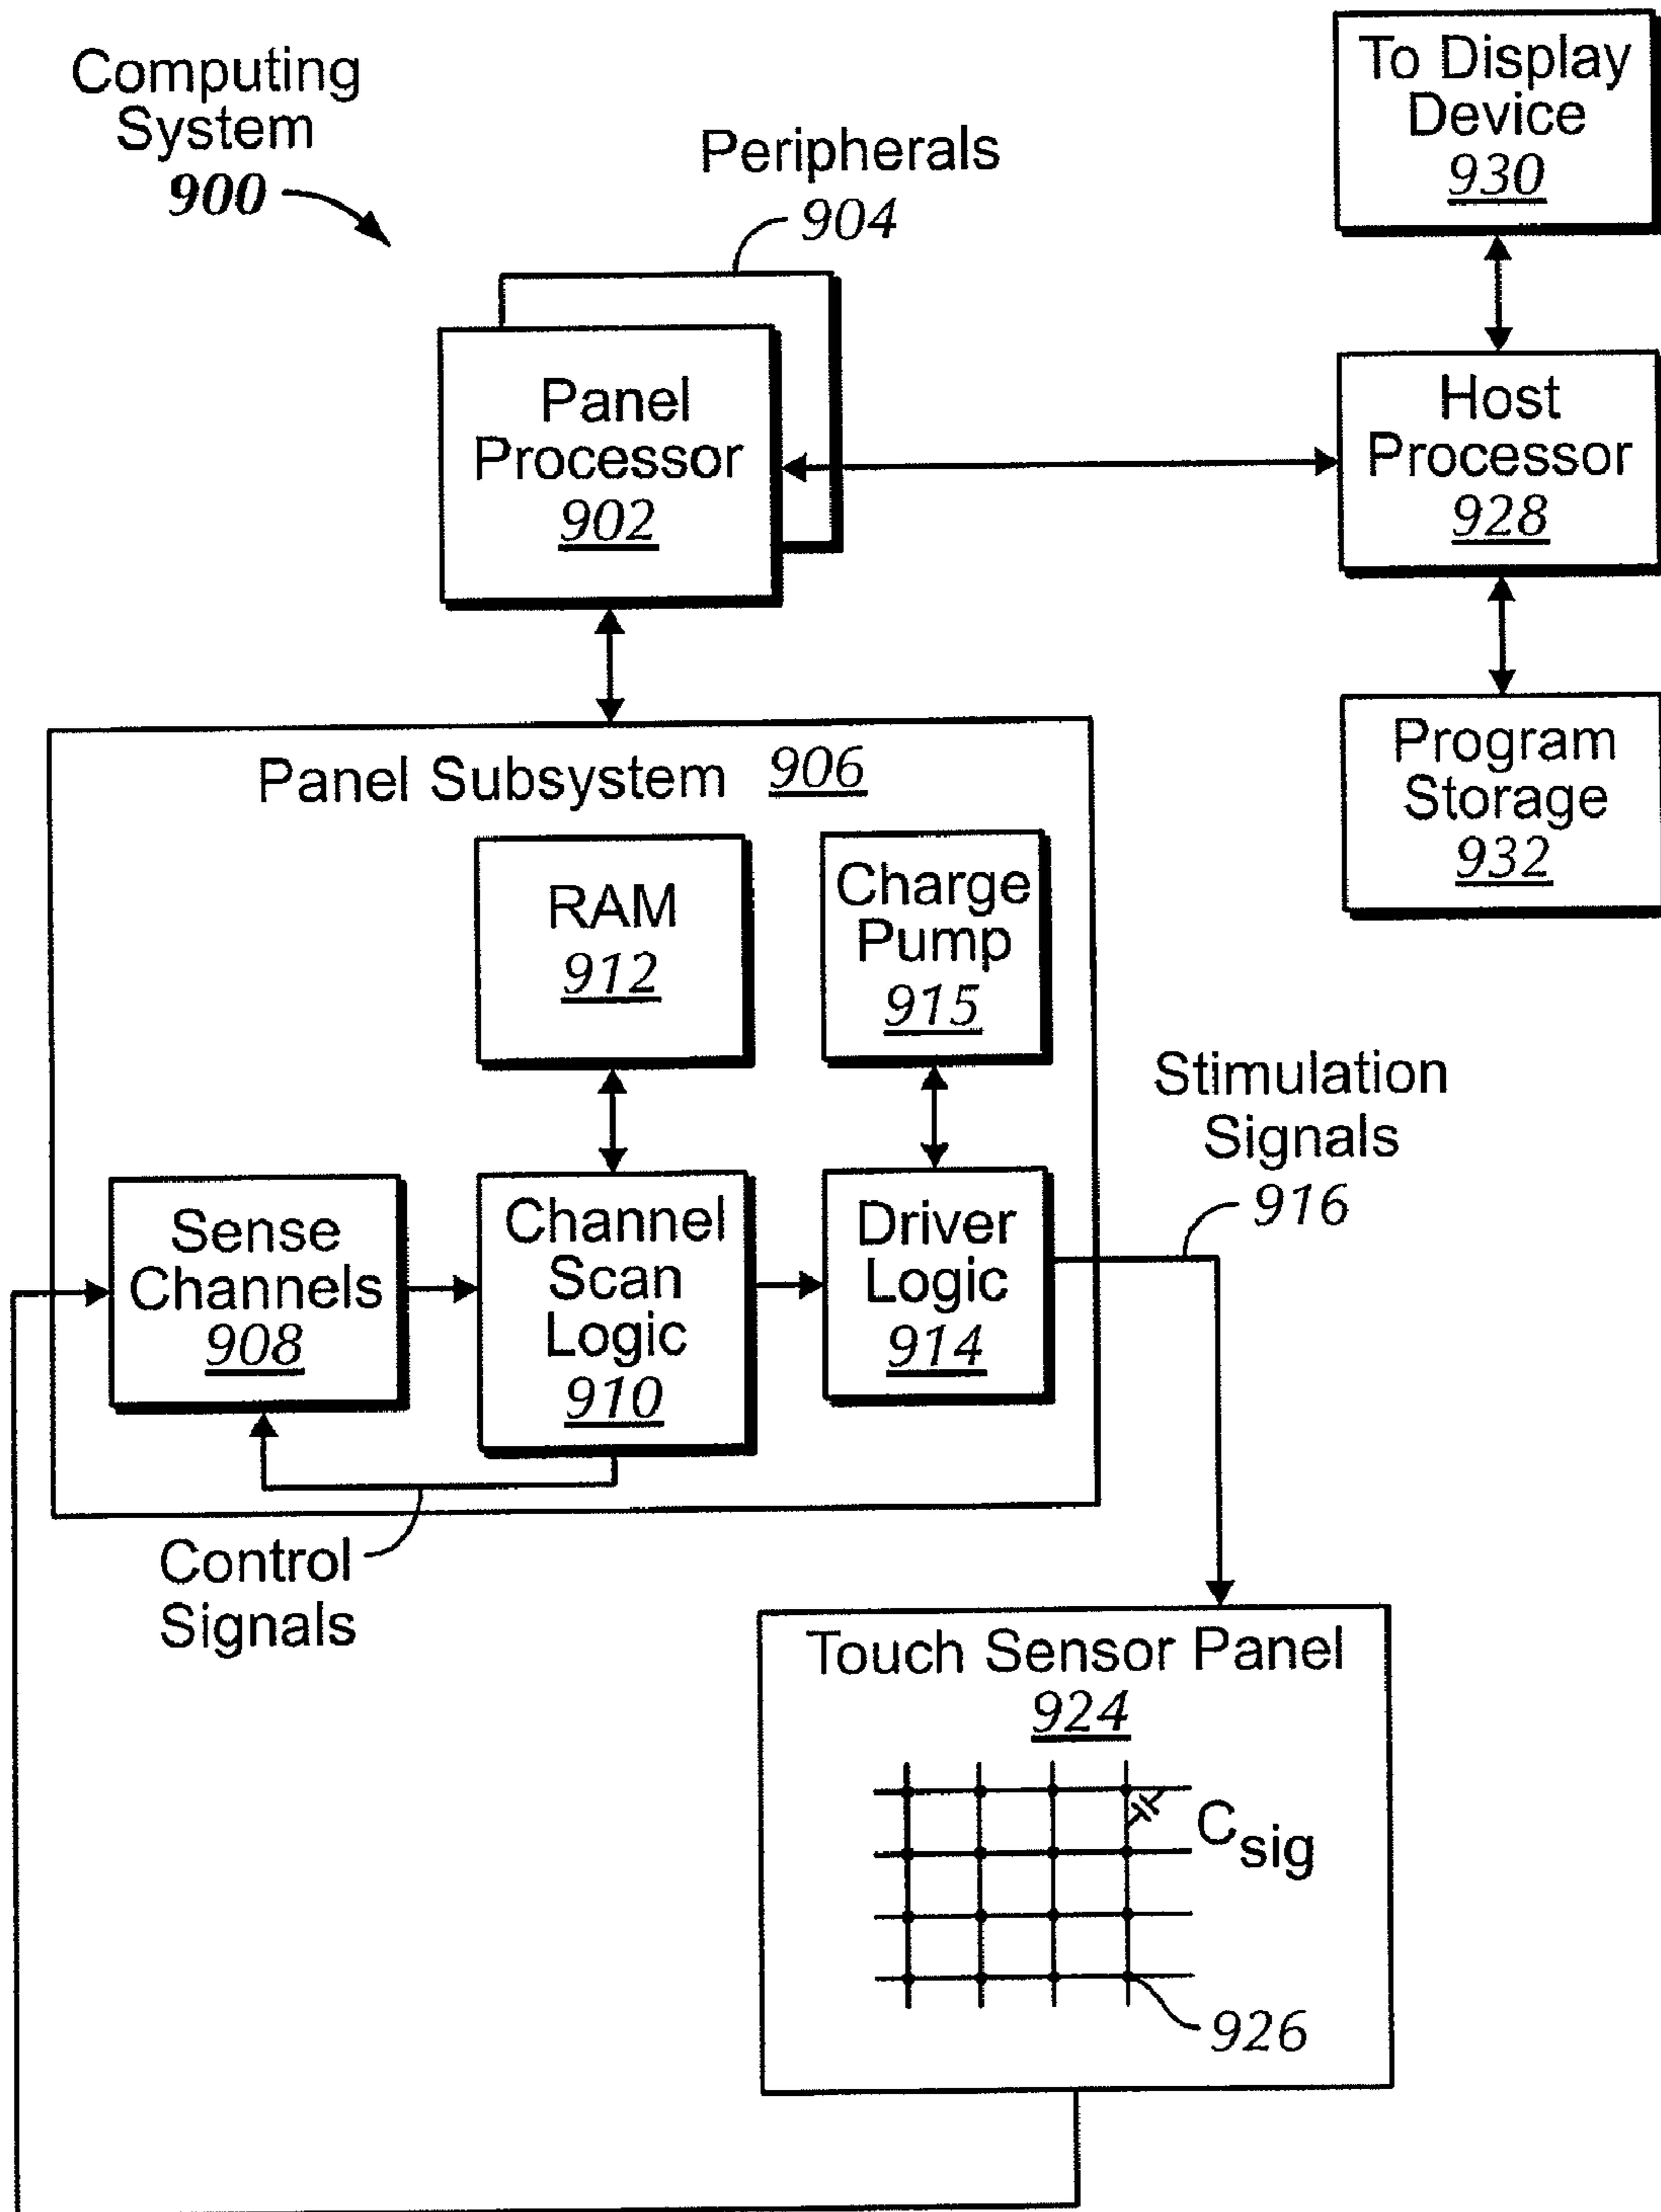 Computing
System
900
Peripherals
904
To Display
Device
930
Panel
Processor
902
Host
Processor
928
Program
Storage
932
Panel Subsystem 906
RAM
912
Charge
Pump
915
Stimulation
Signals
916
Sense
Channels
908
Channel
Scan
Logic
910
Driver
Logic
914
Control
Signals
Touch Sensor Panel
924
Csig
926